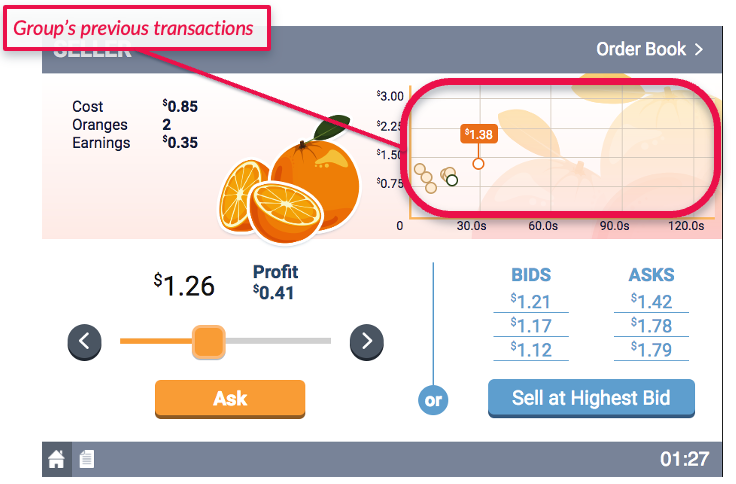 Group's previous transactions
SELLER
Order Book >
Cost $0.85
Oranges 2
Earnings $0.35
$3.00
$2.25
$1.50
$0.75
$1.38
0 30.0s 60.0s 90.0s 120.0s
$1.26
Profit
$0.41
BIDS ASKS
$1.21 $1.42
$1.17 $1.78
$1.12 $1.79
Ask
or
Sell at Highest Bid
01:27